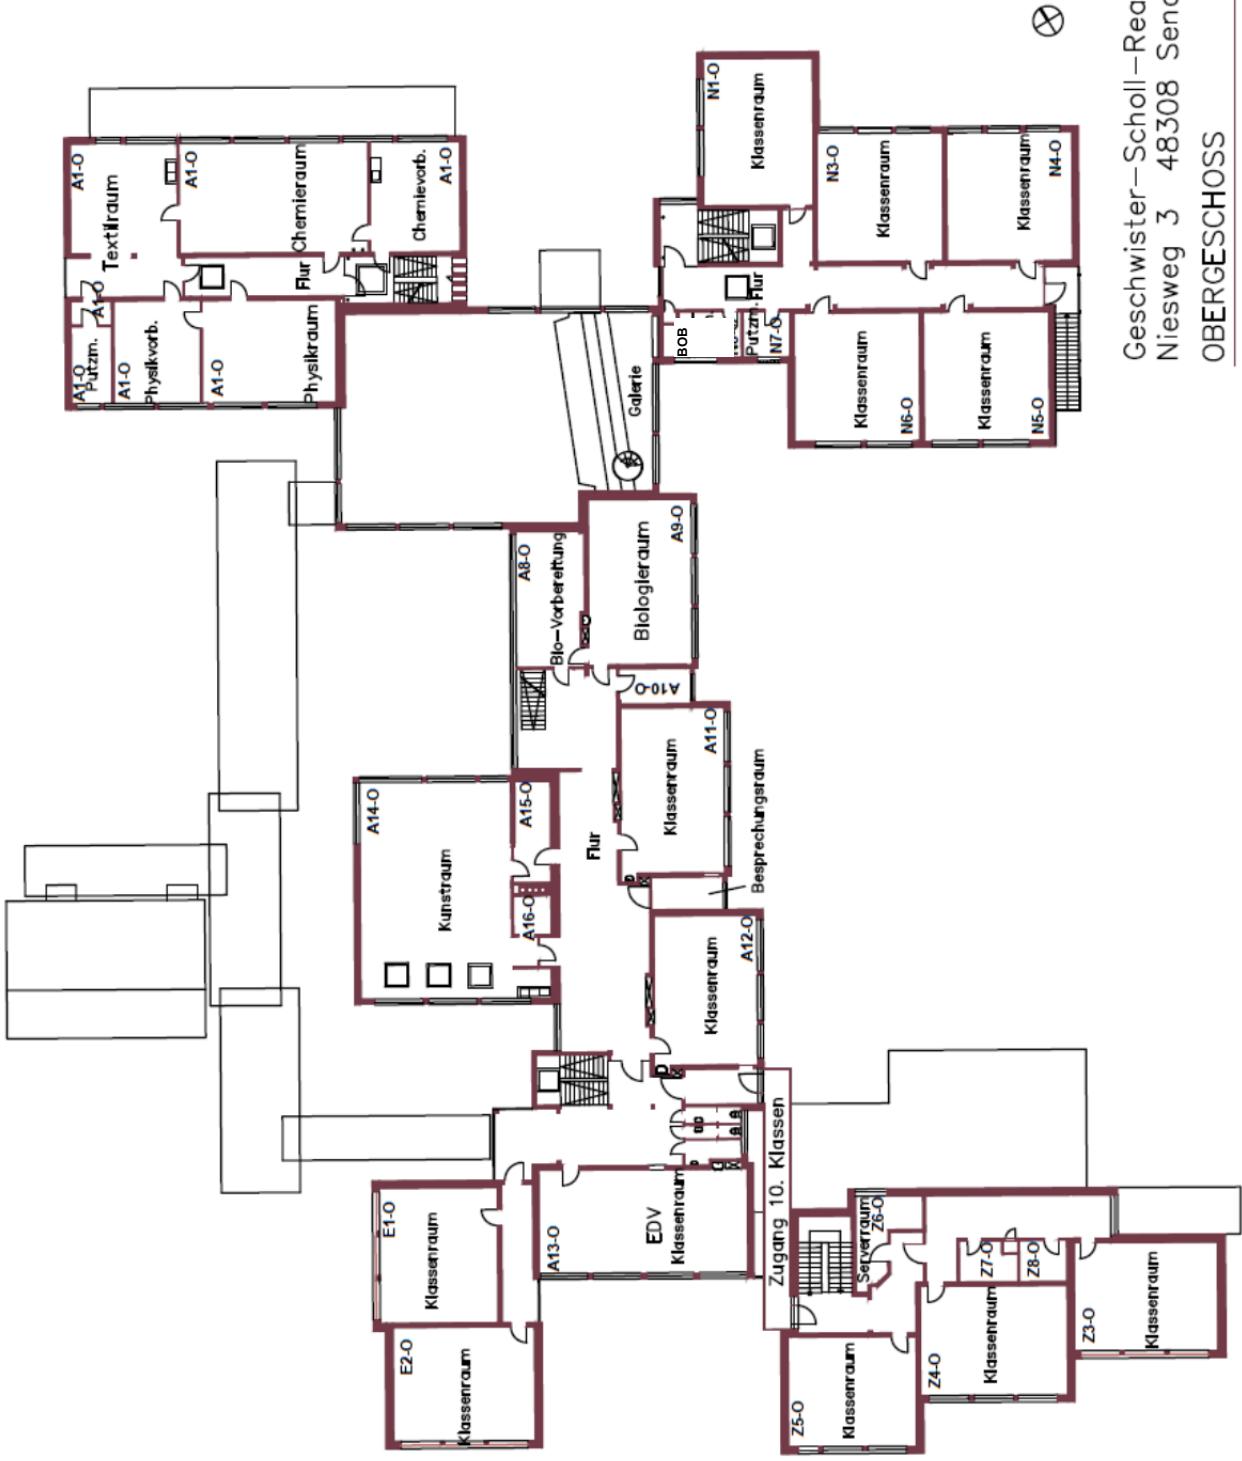 Geschwister-Scholl-Rea
Niesweg 3 48308 Send
OBERGESCHOSS
A1-O
Textilraum
A1-O
Chemieraum
A1-O
Chemievorb.
Flur
A1-O
A1-O
Putzm.
A1-O
Physikvorb.
A1-O
Physikraum
N1-O
Klassenraum
N3-O
Klassenraum
N4-O
Klassenraum
Flur
BOB
Putzm.
N7-O
Klassenraum
N6-O
Klassenraum
N5-O
Galerie
A8-O
Bio-Vorbereitung
Biologieraum
A9-O
A10-O
Klassenraum
A11-O
Besprechungsraum
Flur
A14-O
Kunstraum
A15-O
A16-O
Klassenraum
A12-O
Zugang 10. Klassen
E1-O
Klassenraum
E2-O
Klassenraum
A13-O
EDV
Klassenraum
Serverraum
Z6-O
Z7-O
Z8-O
Z3-O
Klassenraum
Z4-O
Klassenraum
Z5-O
Klassenraum